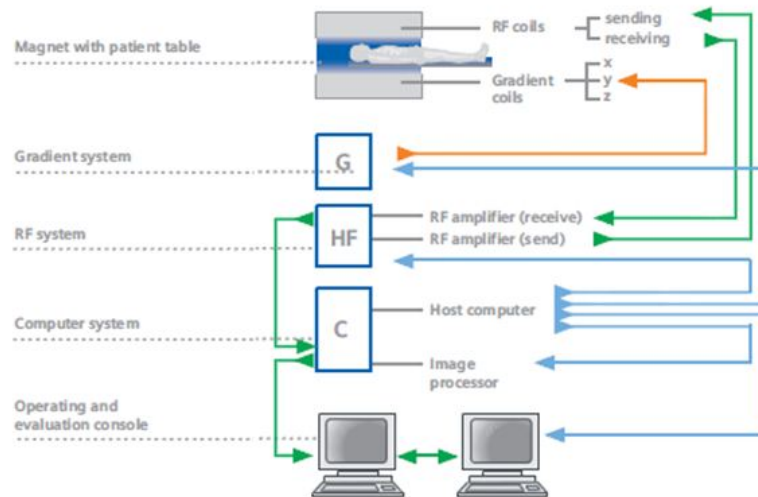 RF coils
sending
receiving
Magnet with patient table
x
Gradient
coils
y
z
Gradient system
G
RF amplifier (receive)
RF system
HF
RF amplifier (send)
Host computer
Computer system
C
Image
processor
Operating and
evaluation console